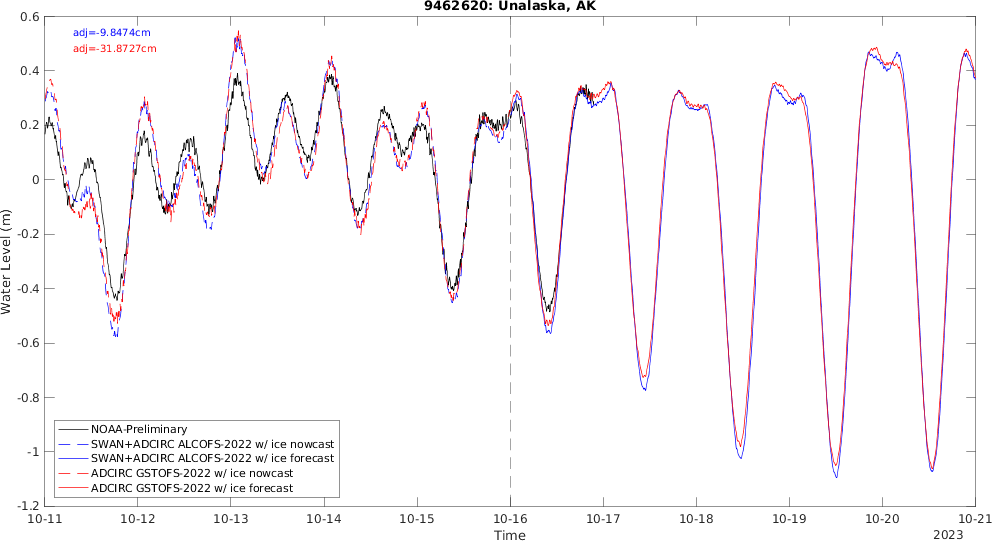 9462620: Unalaska, AK
adj=-9.8474cm
adj=-31.8727cm
0.6
0.4
0.2
0
-0.2
-0.4
-0.6
-0.8
-1
-1.2
Water Level (m)
NOAA-Preliminary
SWAN+ADCIRC ALCOFS-2022 w/ ice nowcast
SWAN+ADCIRC ALCOFS-2022 w/ ice forecast
ADCIRC GSTOFS-2022 w/ ice nowcast
ADCIRC GSTOFS-2022 w/ ice forecast
10-11 10-12 10-13 10-14 10-15 10-16 10-17 10-18 10-19 10-20 10-21
Time
2023